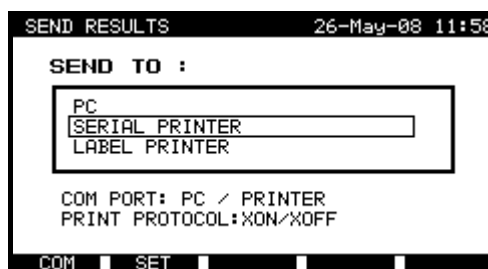 SEND RESULTS 26-May-08 11:58
SEND TO :
PC
SERIAL PRINTER
LABEL PRINTER
COM PORT: PC / PRINTER
PRINT PROTOCOL:XON/XOFF
COM SET